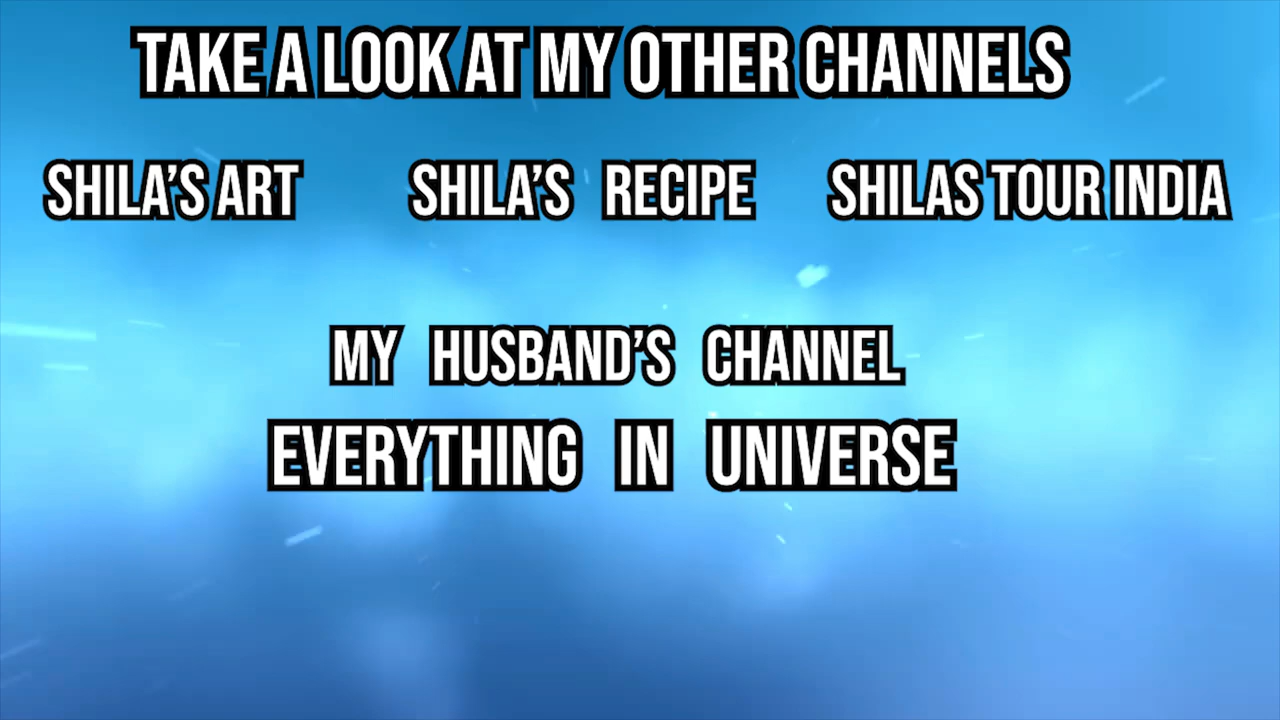 TAKE A LOOK AT MY OTHER CHANNELS
SHILA’S ART SHILA’S RECIPE SHILAS TOUR INDIA
MY HUSBAND’S CHANNEL
EVERYTHING IN UNIVERSE